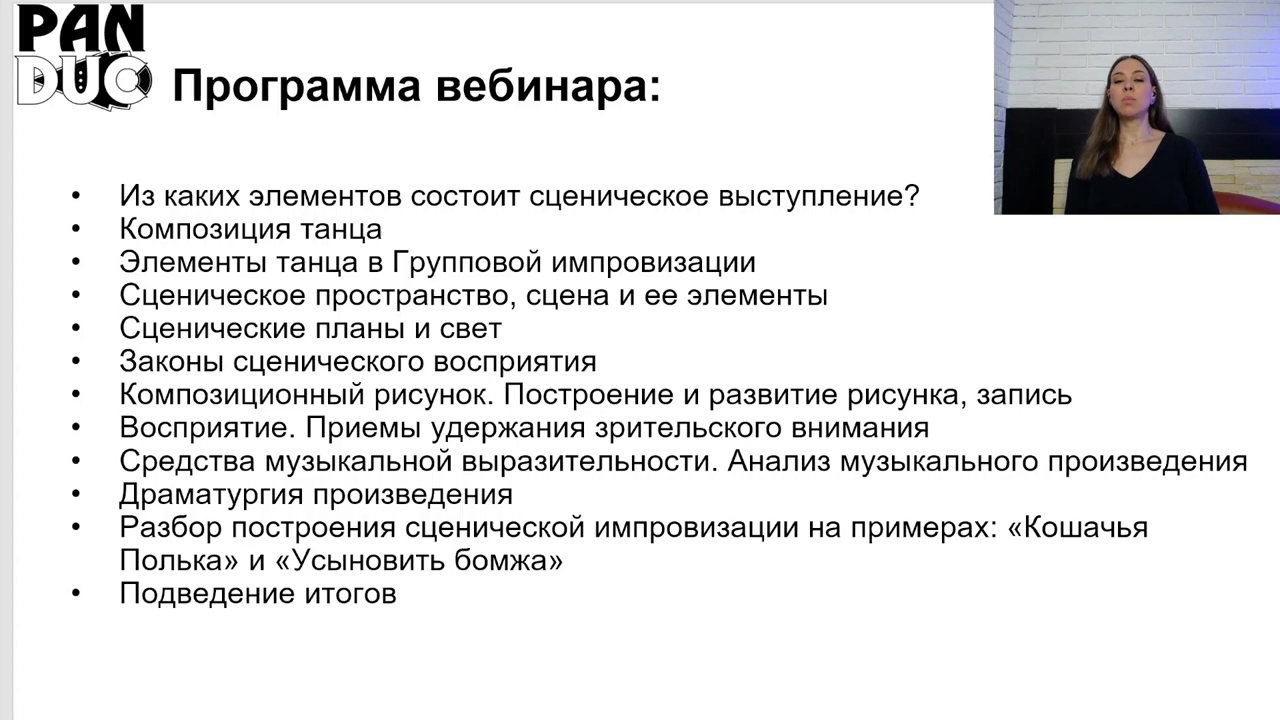 PAN
DUC
Программа вебинара:
• Из каких элементов состоит сценическое выступление?
• Композиция танца
• Элементы танца в Групповой импровизации
• Сценическое пространство, сцена и ее элементы
• Сценические планы и свет
• Законы сценического восприятия
• Композиционный рисунок. Построение и развитие рисунка, запись
• Восприятие. Приемы удержания зрительского внимания
• Средства музыкальной выразительности. Анализ музыкального произведения
• Драматургия произведения
• Разбор построения сценической импровизации на примерах: «Кошачья
Полька» и «Усыновить бомжа»
• Подведение итогов